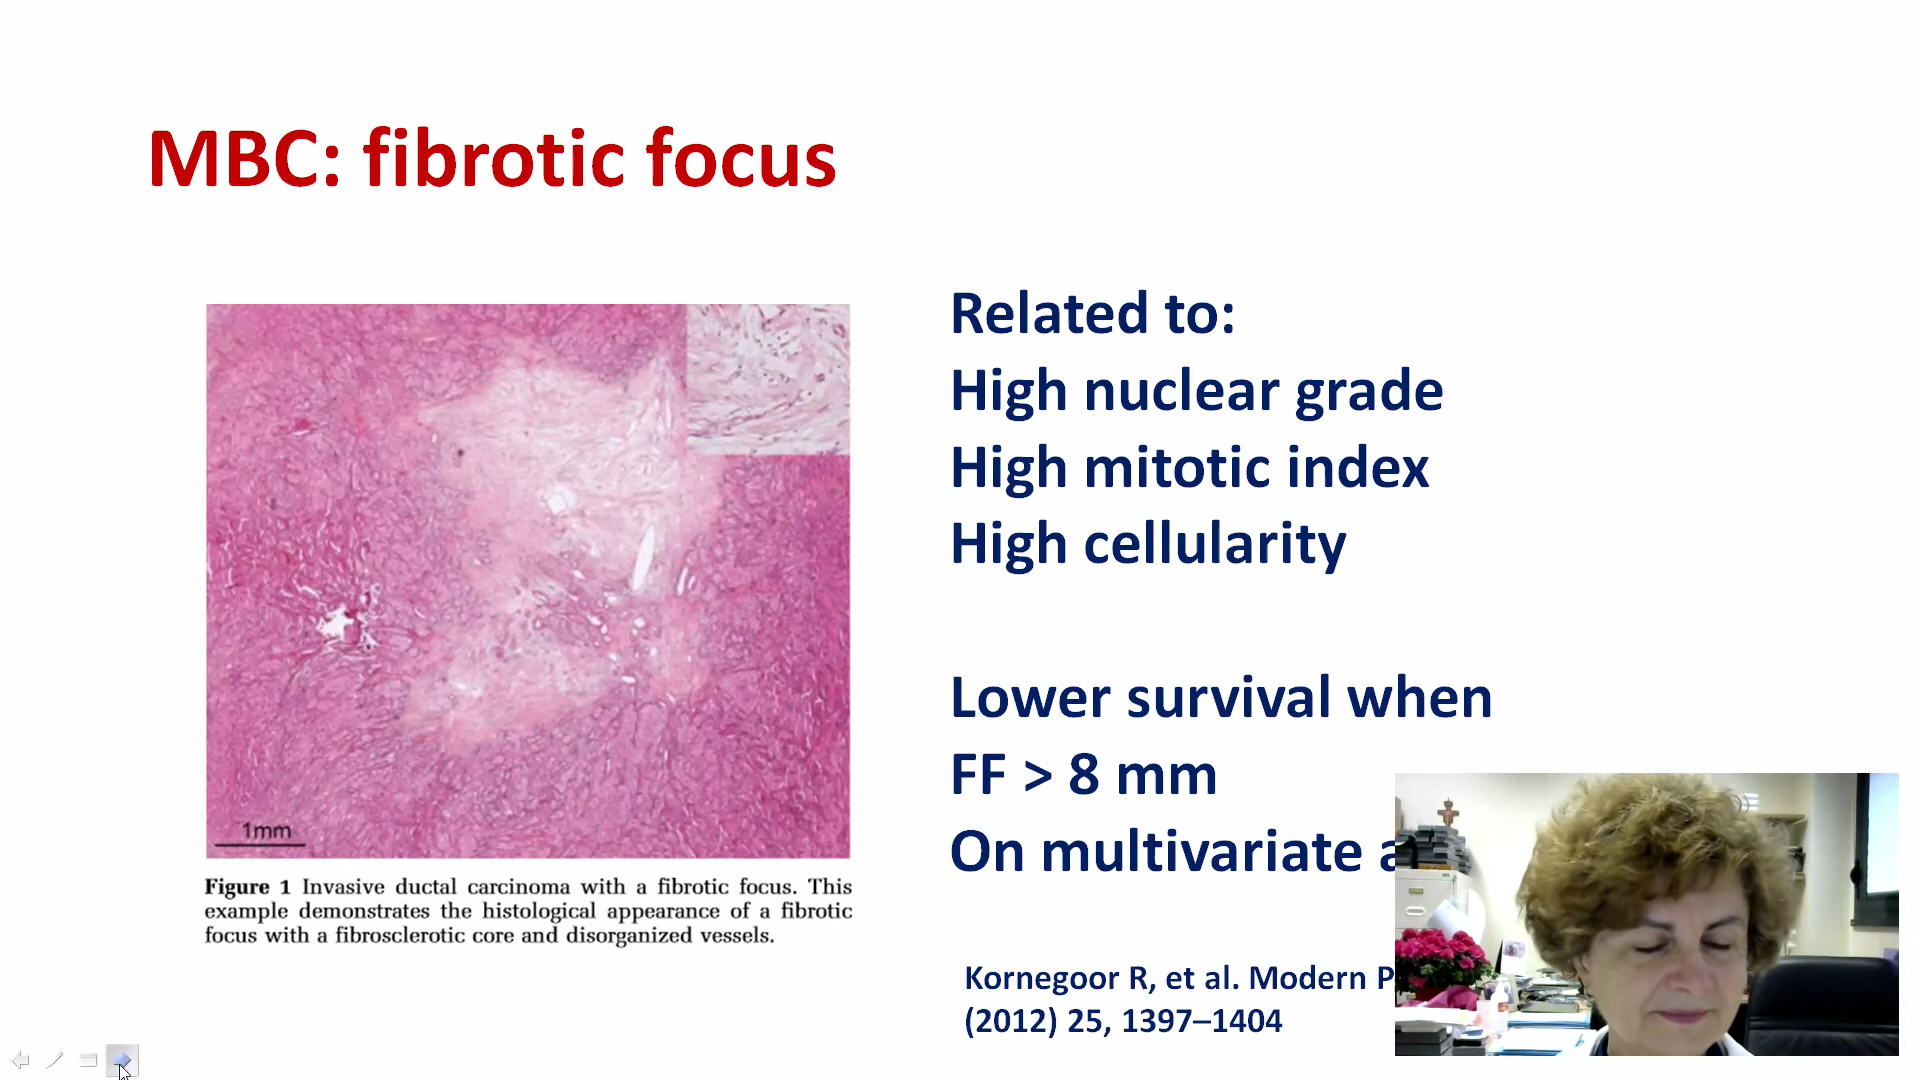 MBC: fibrotic focus
1mm
Figure 1 Invasive ductal carcinoma with a fibrotic focus. This
example demonstrates the histological appearance of a fibrotic
focus with a fibrosclerotic core and disorganized vessels.
Related to:
High nuclear grade
High mitotic index
High cellularity
Lower survival when
FF > 8 mm
On multivariate
Kornegoor R, et al. Modern
(2012) 25, 1397–1404